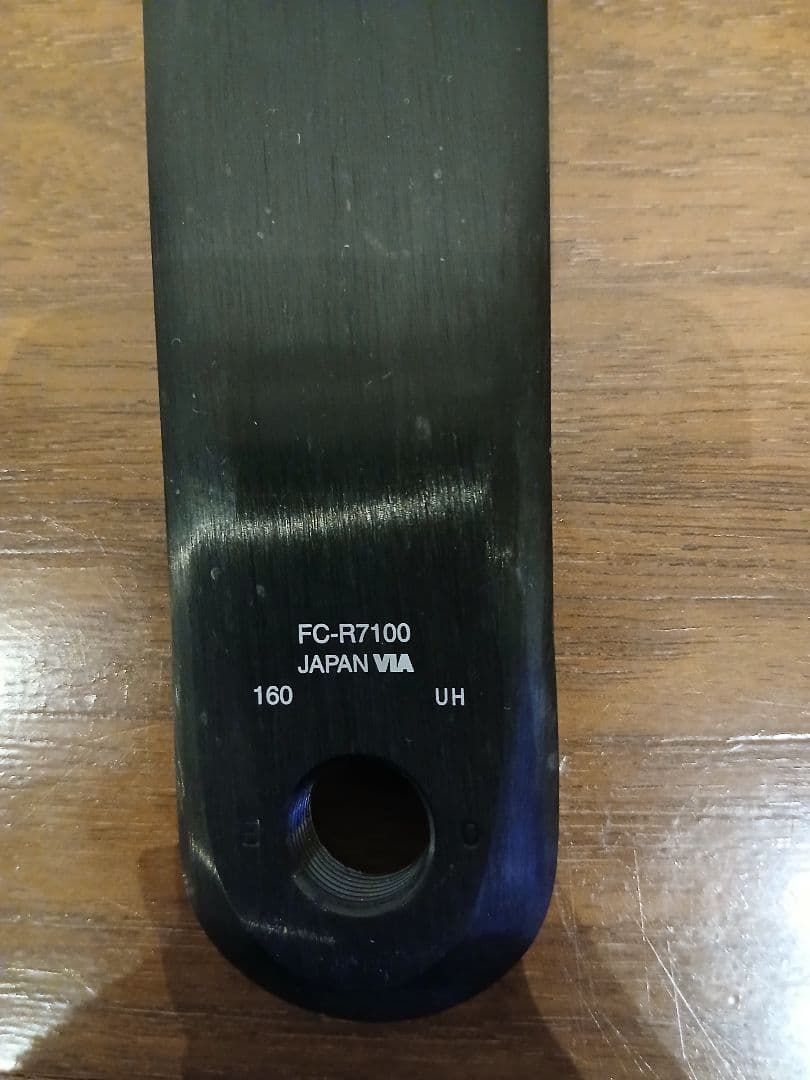 FC-R7100
JAPAN VIA
160 UH